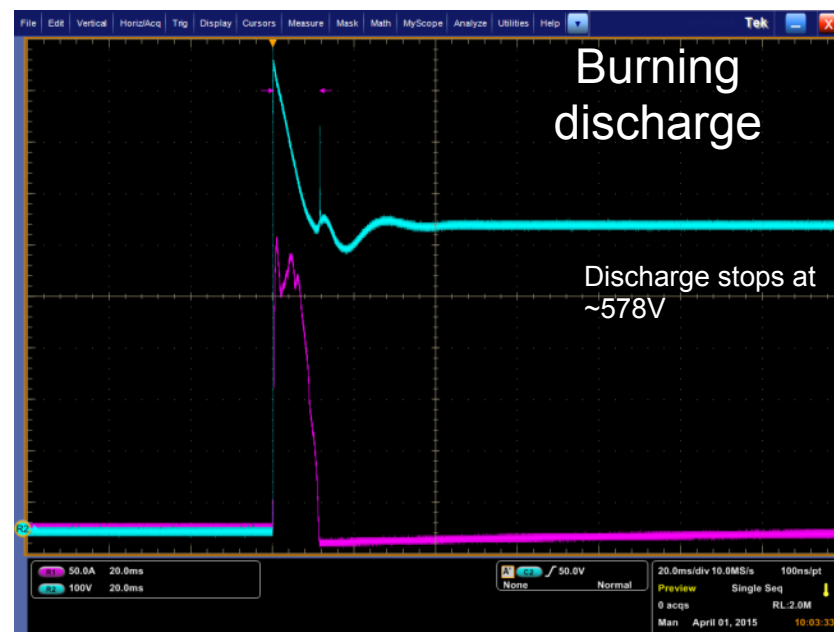 File Edit Vertical Horiz/Acq Trig Display Cursors Measure Mask Math MyScope Analyze Utilities Help Tek X
Burning
discharge
Discharge stops at
~578V
R2
R1 50.0A 20.0ms
R2 100V 20.0ms
A' C2 50.0V
None Normal
20.0ms/div 10.0MS/s 100ns/pt
Preview Single Seq
0 acqs RL:2.0M
Man April 01, 2015 10:03:33